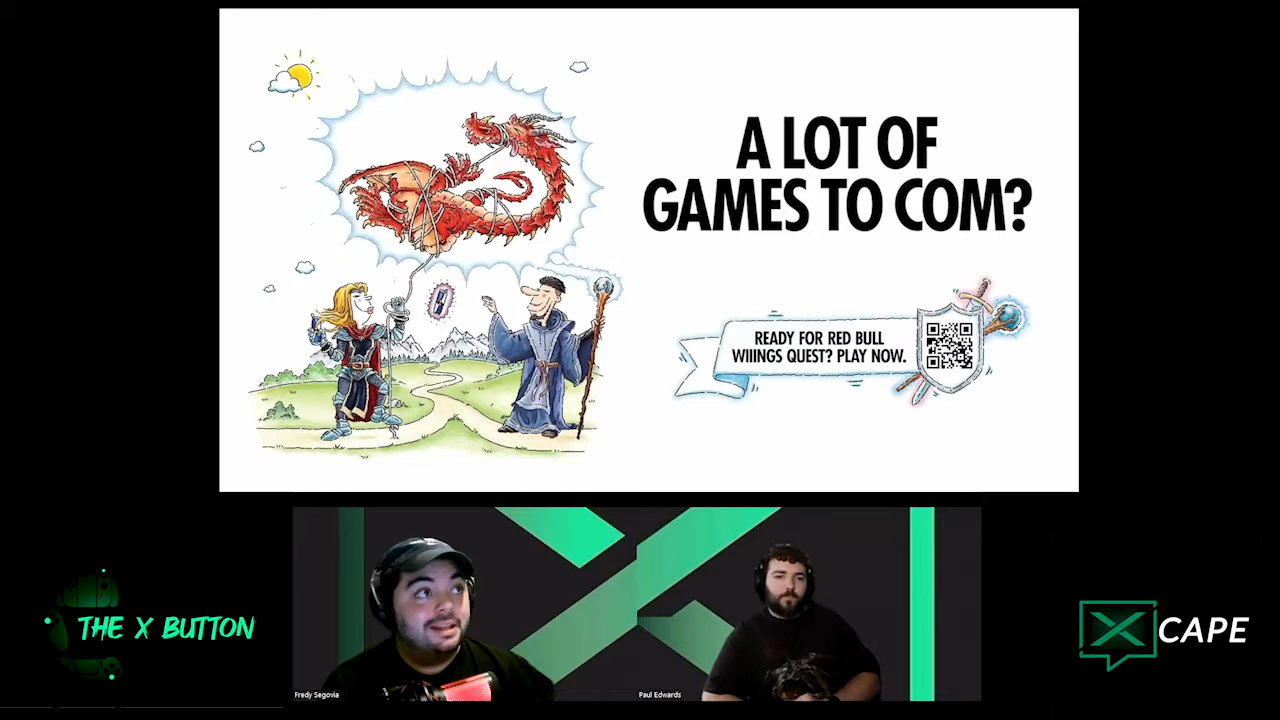 A LOT OF
GAMES TO COM?
READY FOR RED BULL
WIIINGS QUEST? PLAY NOW.
THE X BUTTON
X CAPE
Fredy Segovia
Paul Edwards